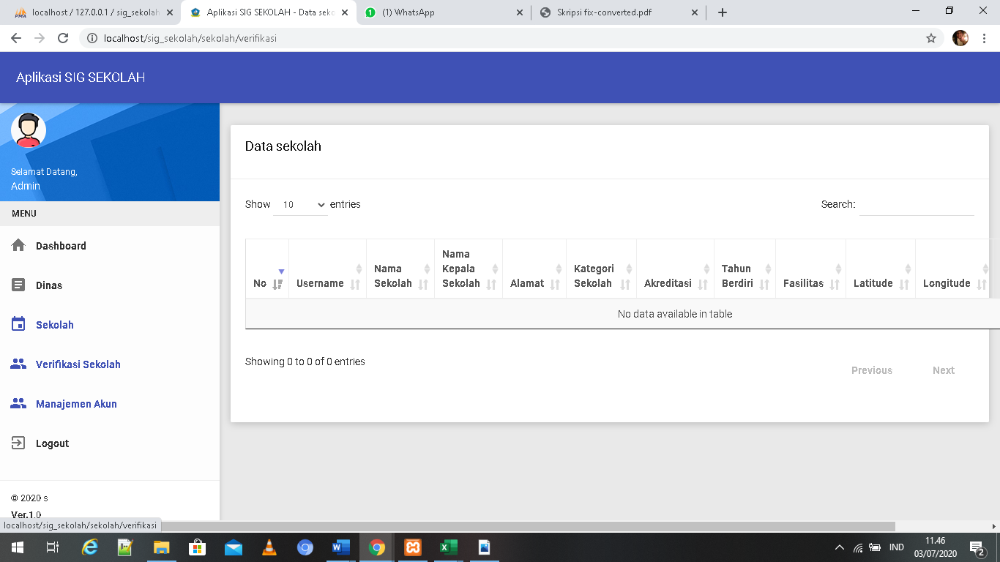 localhost / 127.0.0.1 / sig_sekolah
Aplikasi SIG SEKOLAH - Data seko
(1) WhatsApp
Skripsi fix-converted.pdf
localhost/sig_sekolah/sekolah/verifikasi
Aplikasi SIG SEKOLAH
Selamat Datang,
Admin
MENU
Dashboard
Dinas
Sekolah
Verifikasi Sekolah
Manajemen Akun
Logout
© 2020 s
Ver.1.0
localhost/sig_sekolah/sekolah/verifikasi
Data sekolah
Show 10 entries
Search:
No
Username
Nama Sekolah
Nama Kepala Sekolah
Alamat
Kategori Sekolah
Akreditasi
Tahun Berdiri
Fasilitas
Latitude
Longitude
No data available in table
Showing 0 to 0 of 0 entries
Previous
Next
IND
11.46
03/07/2020
2